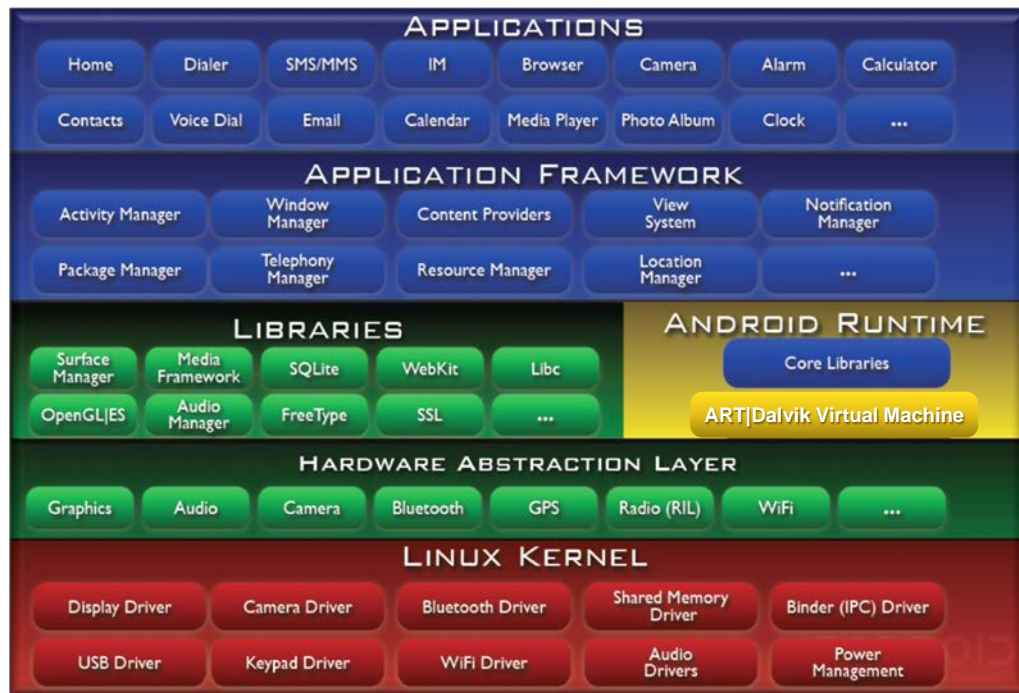 APPLICATIONS
Home Dialer SMS/MMS IM Browser Camera Alarm Calculator
Contacts Voice Dial Email Calendar Media Player Photo Album Clock ...
APPLICATION FRAMEWORK
Activity Manager
Window
Manager
Content Providers
View
System
Notification
Manager
Package Manager
Telephony
Manager
Resource Manager
Location
Manager
...
LIBRARIES
Surface
Manager
Media
Framework
SQLite
WebKit
Libc
OpenGL|ES
Audio
Manager
FreeType
SSL
...
ANDROID RUNTIME
Core Libraries
ART|Dalvik Virtual Machine
HARDWARE ABSTRACTION LAYER
Graphics Audio Camera Bluetooth GPS Radio (RIL) WiFi ...
LINUX KERNEL
Display Driver
Camera Driver
Bluetooth Driver
Shared Memory
Driver
Binder (IPC) Driver
USB Driver
Keypad Driver
WiFi Driver
Audio
Drivers
Power
Management